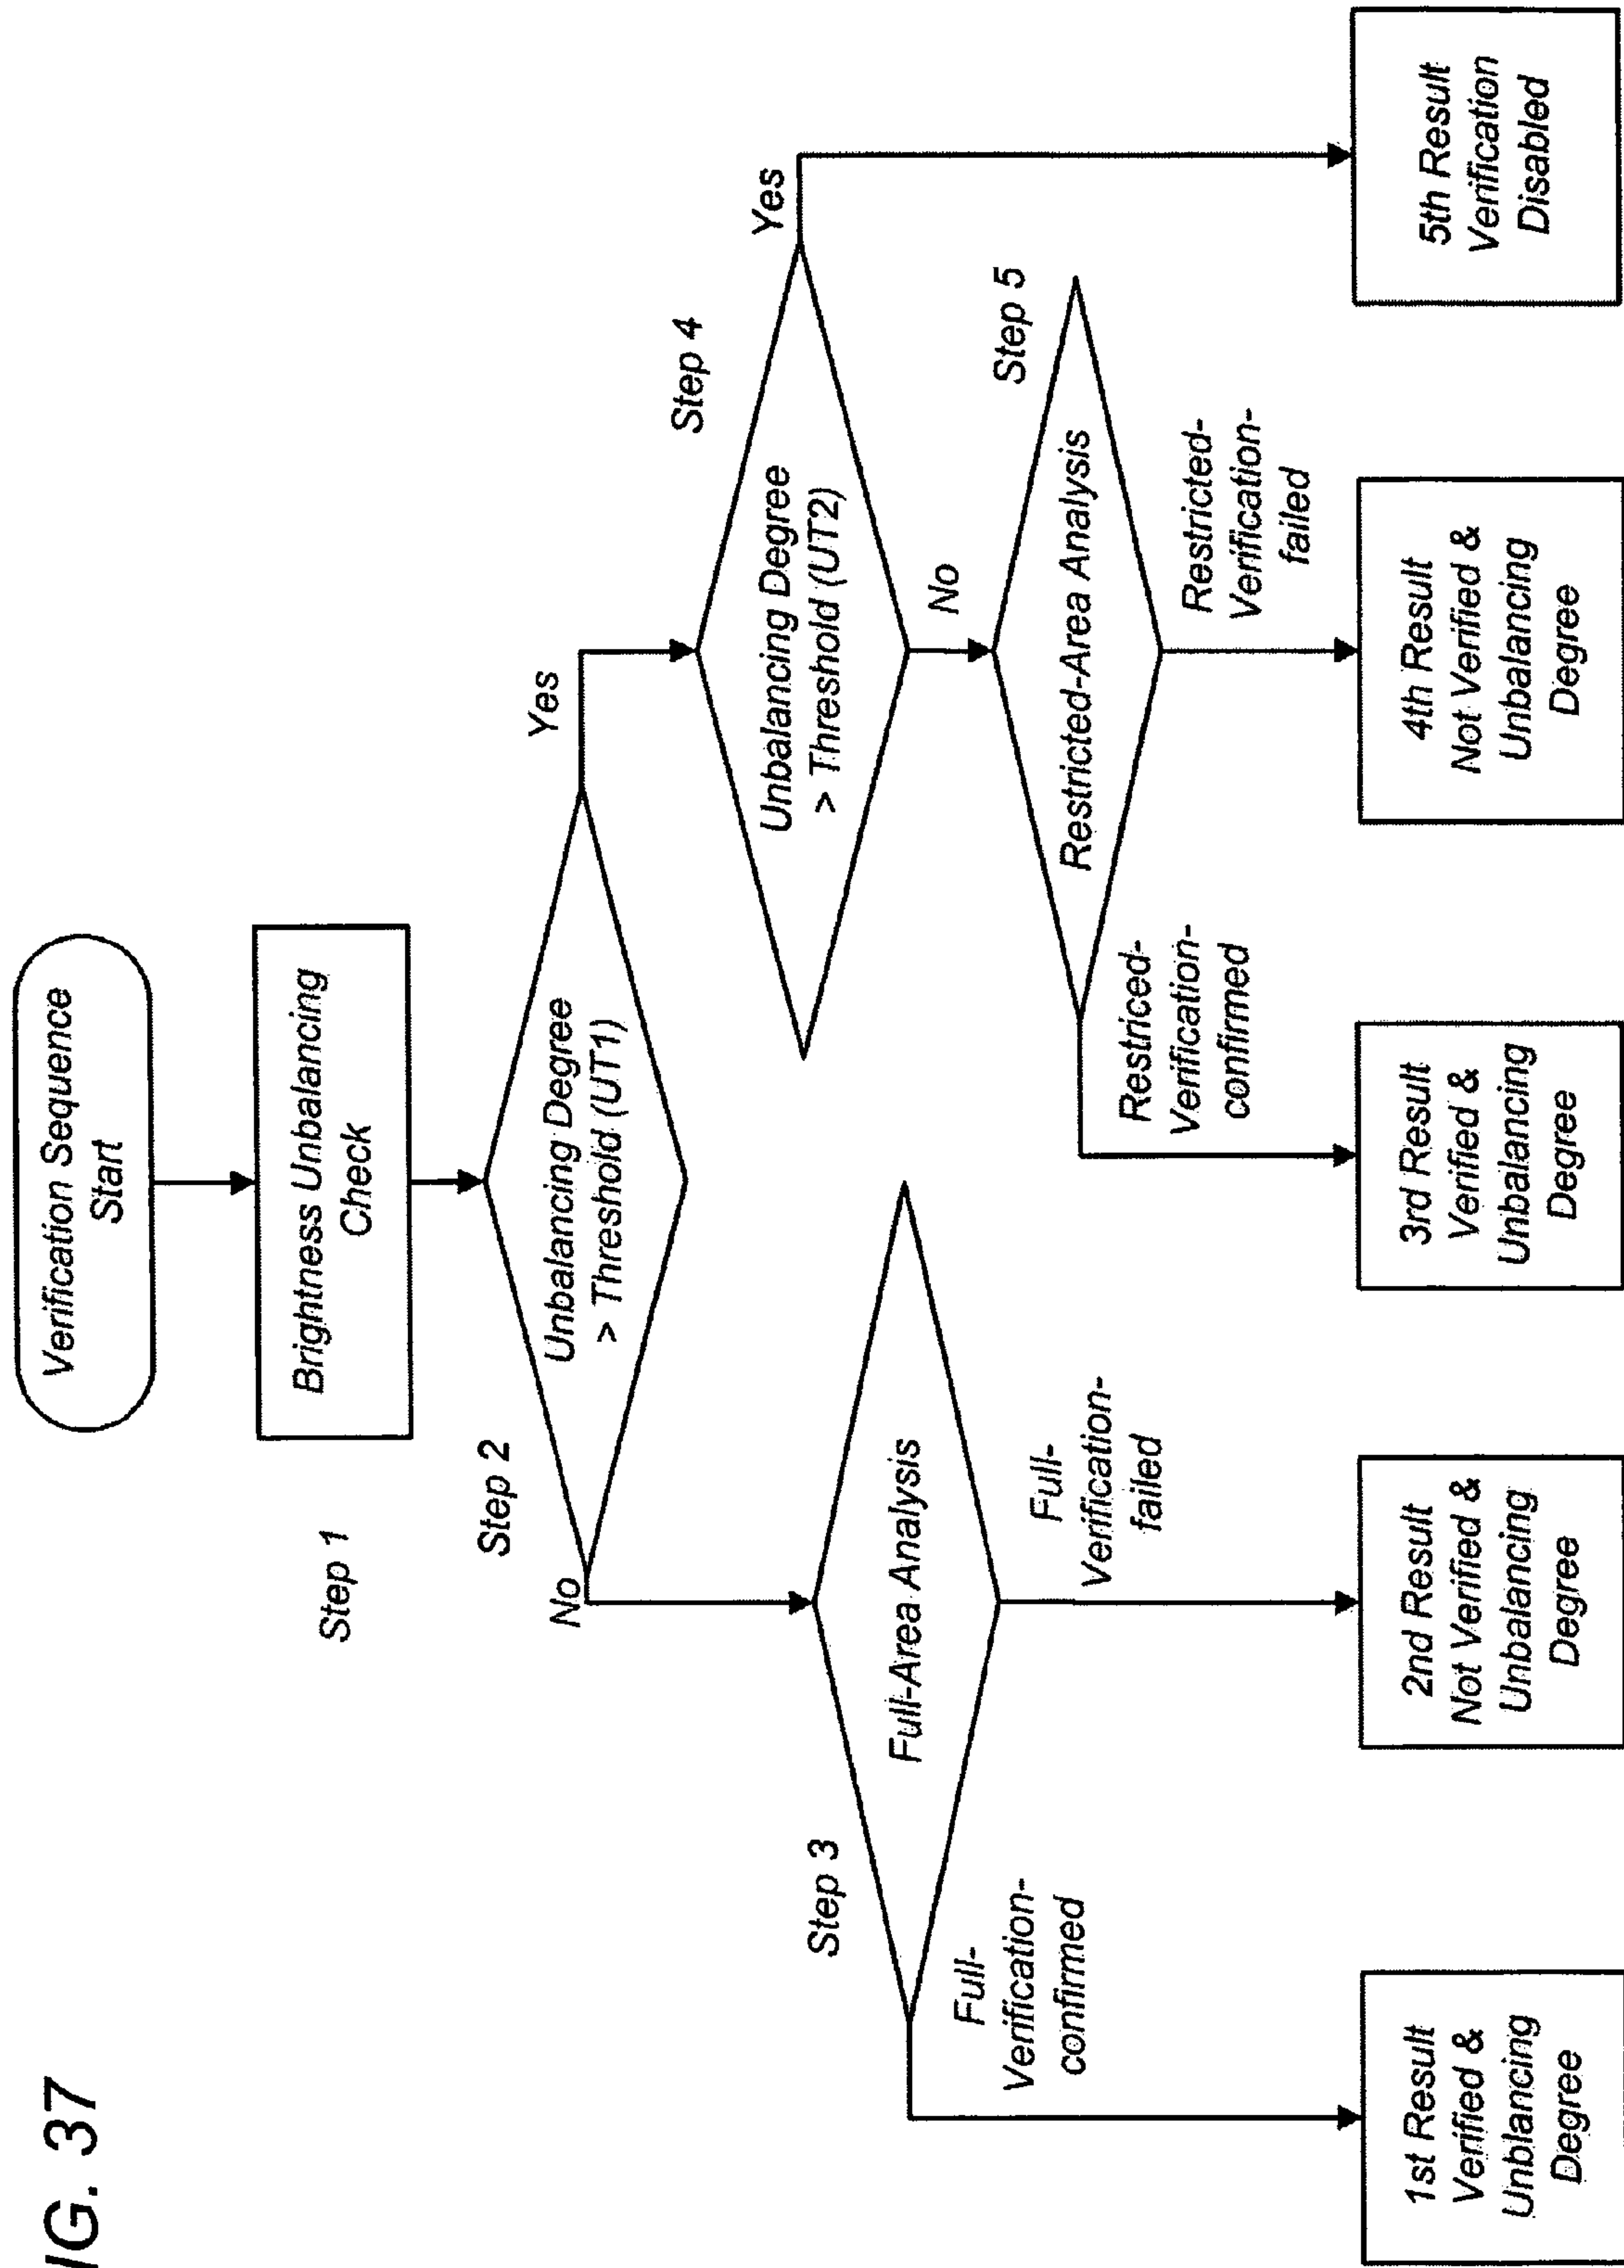 IG. 37
Verification Sequence
Start
Step 1
Brightness Unbalancing
Check
Step 2
Unbalancing Degree
> Threshold (UT1)
No
Yes
Step 3
Full-Area Analysis
Step 4
Unbalancing Degree
> Threshold (UT2)
Yes
No
Step 5
Restricted-Area Analysis
Full-
Verification-
confirmed
Full-
Verification-
failed
Restriced-
Verification-
confirmed
Restricted-
Verification-
failed
1st Result
Verified &
Unblancing
Degree
2nd Result
Not Verified &
Unbalancing
Degree
3rd Result
Verified &
Unbalancing
Degree
4th Result
Not Verified &
Unbalancing
Degree
5th Result
Verification
Disabled